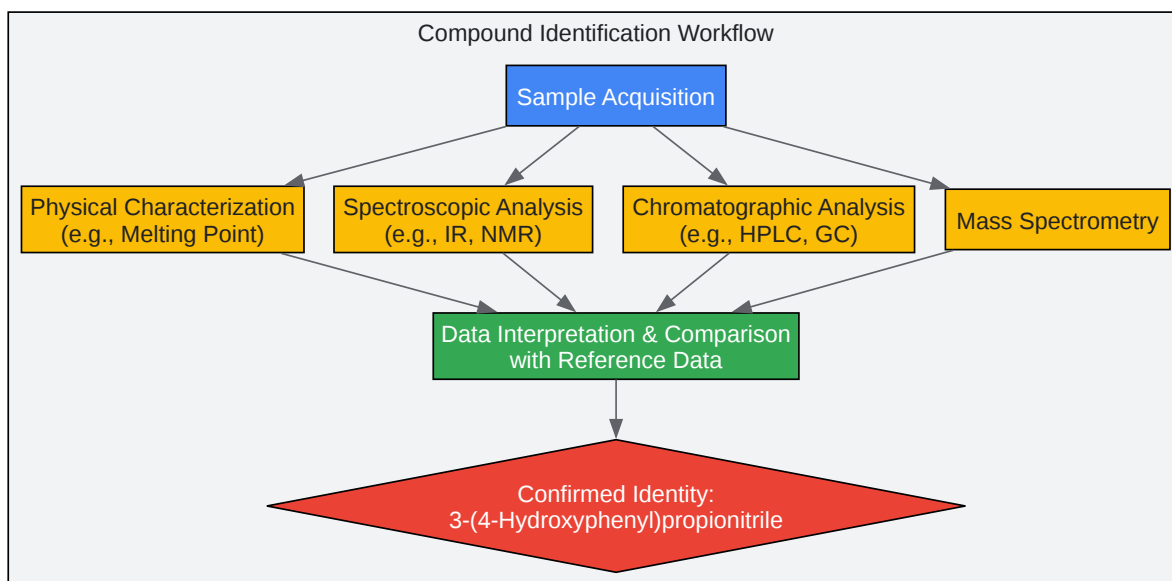 Compound Identification Workflow
Sample Acquisition
Physical Characterization
(e.g., Melting Point)
Spectroscopic Analysis
(e.g., IR, NMR)
Chromatographic Analysis
(e.g., HPLC, GC)
Mass Spectrometry
Data Interpretation & Comparison
with Reference Data
Confirmed Identity:
3-(4-Hydroxyphenyl)propionitrile